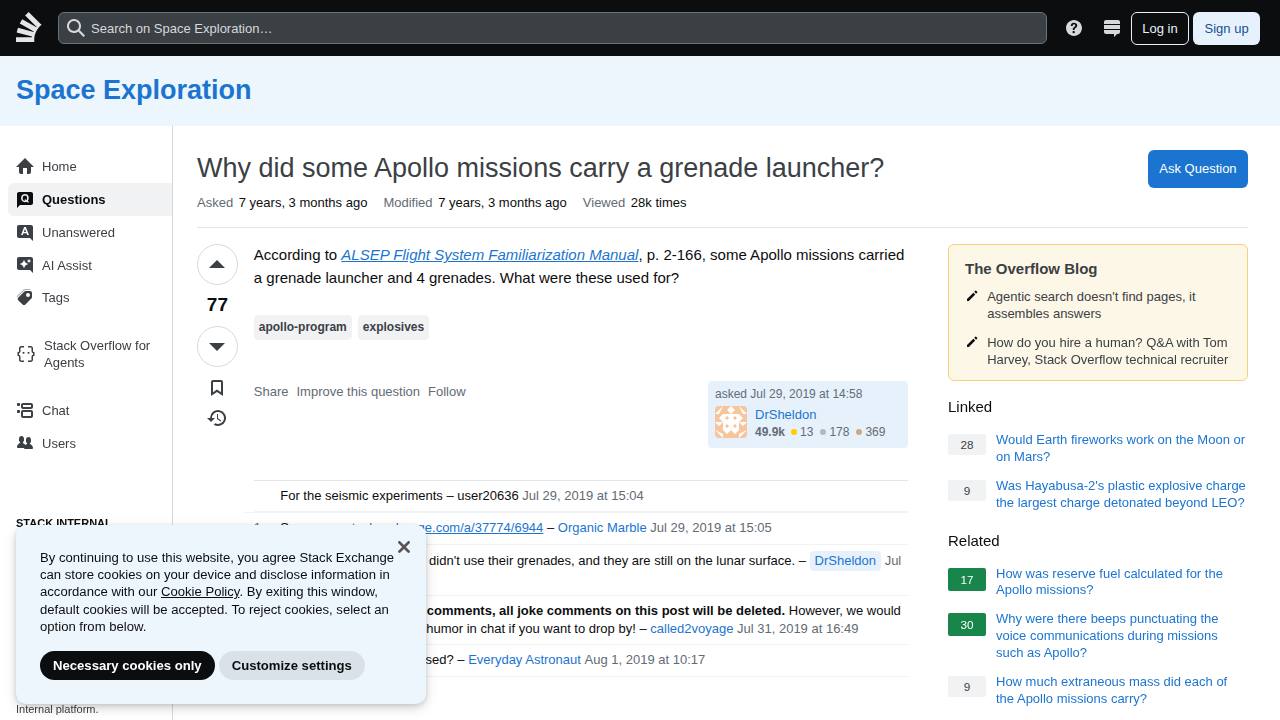 Search on Space Exploration…
Log in
Sign up
Space Exploration
Home
Questions
Unanswered
AI Assist
Tags
Stack Overflow for
Agents
Chat
Users
STACK INTERNAL
Why did some Apollo missions carry a grenade launcher?
Ask Question
Asked 7 years, 3 months ago Modified 7 years, 3 months ago Viewed 28k times
77
According to ALSEP Flight System Familiarization Manual, p. 2-166, some Apollo missions carried
a grenade launcher and 4 grenades. What were these used for?
apollo-program explosives
Share Improve this question Follow
asked Jul 29, 2019 at 14:58
DrSheldon
49.9k 13 178 369
For the seismic experiments – user20636 Jul 29, 2019 at 15:04
ge.com/a/37774/6944 – Organic Marble Jul 29, 2019 at 15:05
didn't use their grenades, and they are still on the lunar surface. – DrSheldon Jul
comments, all joke comments on this post will be deleted. However, we would
humor in chat if you want to drop by! – called2voyage Jul 31, 2019 at 16:49
sed? – Everyday Astronaut Aug 1, 2019 at 10:17
The Overflow Blog
Agentic search doesn't find pages, it
assembles answers
How do you hire a human? Q&A with Tom
Harvey, Stack Overflow technical recruiter
Linked
28 Would Earth fireworks work on the Moon or
on Mars?
9 Was Hayabusa-2's plastic explosive charge
the largest charge detonated beyond LEO?
Related
17 How was reserve fuel calculated for the
Apollo missions?
30 Why were there beeps punctuating the
voice communications during missions
such as Apollo?
9 How much extraneous mass did each of
the Apollo missions carry?
By continuing to use this website, you agree Stack Exchange
can store cookies on your device and disclose information in
accordance with our Cookie Policy. By exiting this window,
default cookies will be accepted. To reject cookies, select an
option from below.
Necessary cookies only
Customize settings
Internal platform.